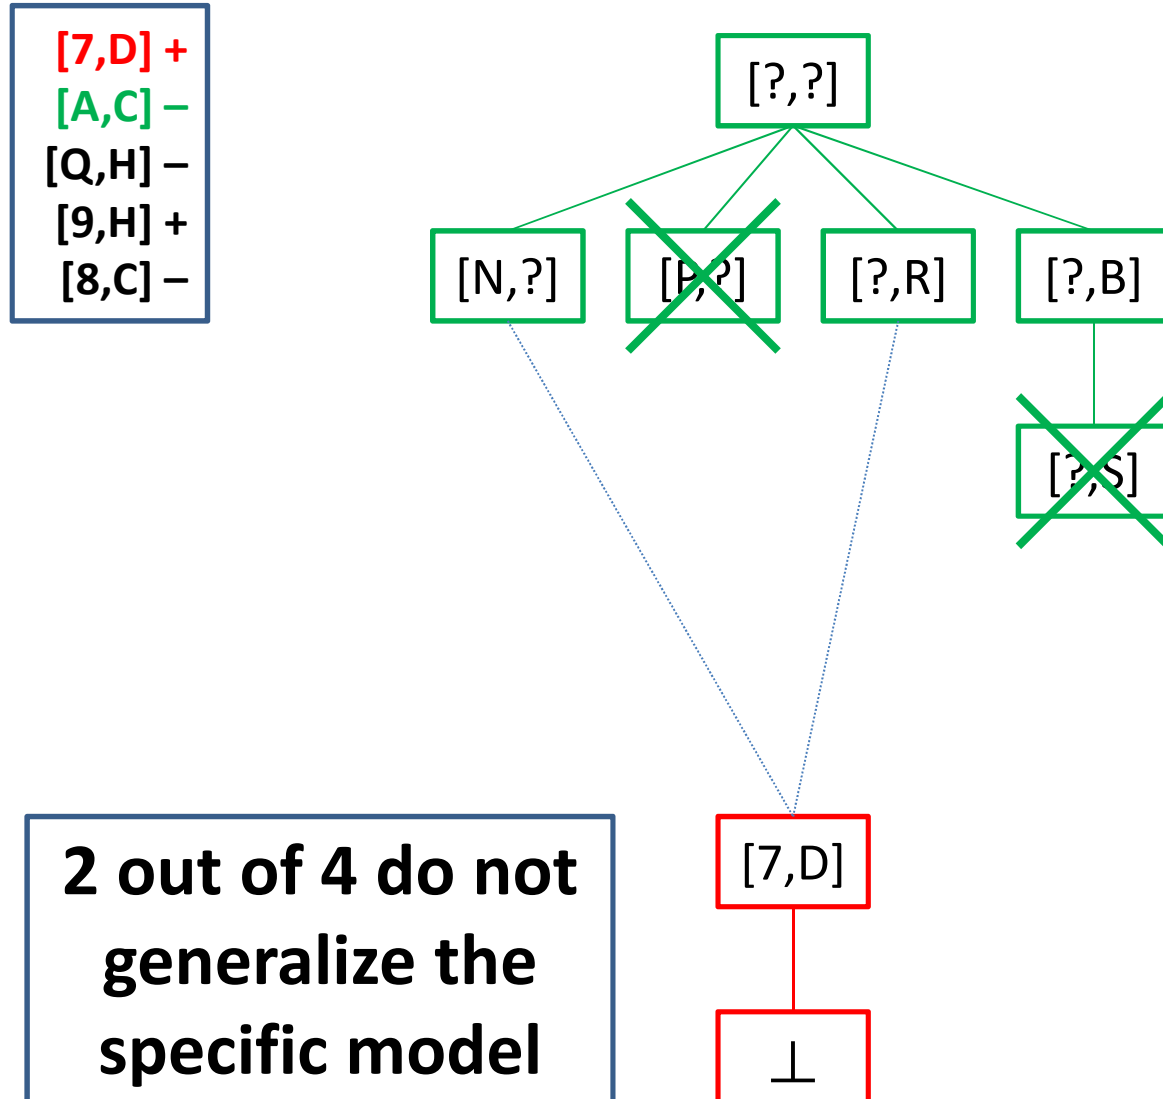 [7,D] +
[A,C] –
[Q,H] –
[9,H] +
[8,C] –
[?,?]
[N,?]
[P,?]
[?,R]
[?,B]
[?,S]
[7,D]
2 out of 4 do not
generalize the
specific model
⊥